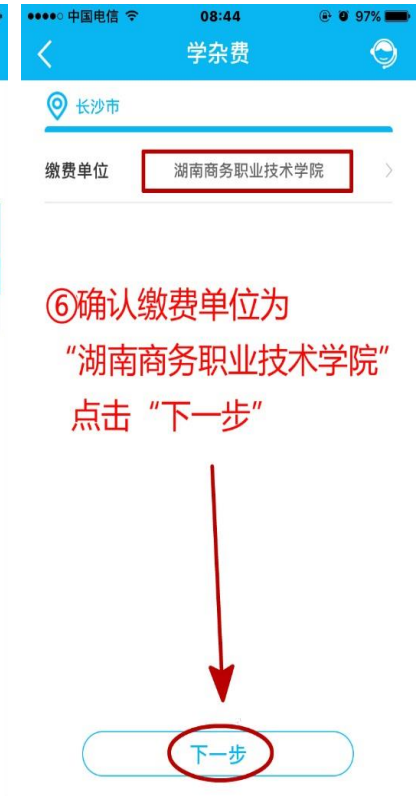 中国电信 08:44 97%
学杂费
长沙市
缴费单位 湖南商务职业技术学院
⑥确认缴费单位为
“湖南商务职业技术学院”
点击“下一步”
下一步